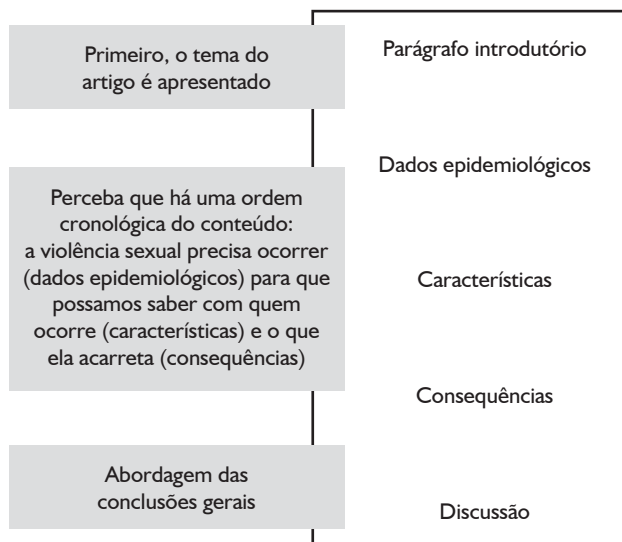 Primeiro, o tema do
artigo é apresentado
Parágrafo introdutório
Dados epidemiológicos
Perceba que há uma ordem
cronológica do conteúdo:
a violência sexual precisa ocorrer
(dados epidemiológicos) para que
possamos saber com quem
ocorre (características) e o que
ela acarreta (consequências)
Características
Consequências
Abordagem das
conclusões gerais
Discussão